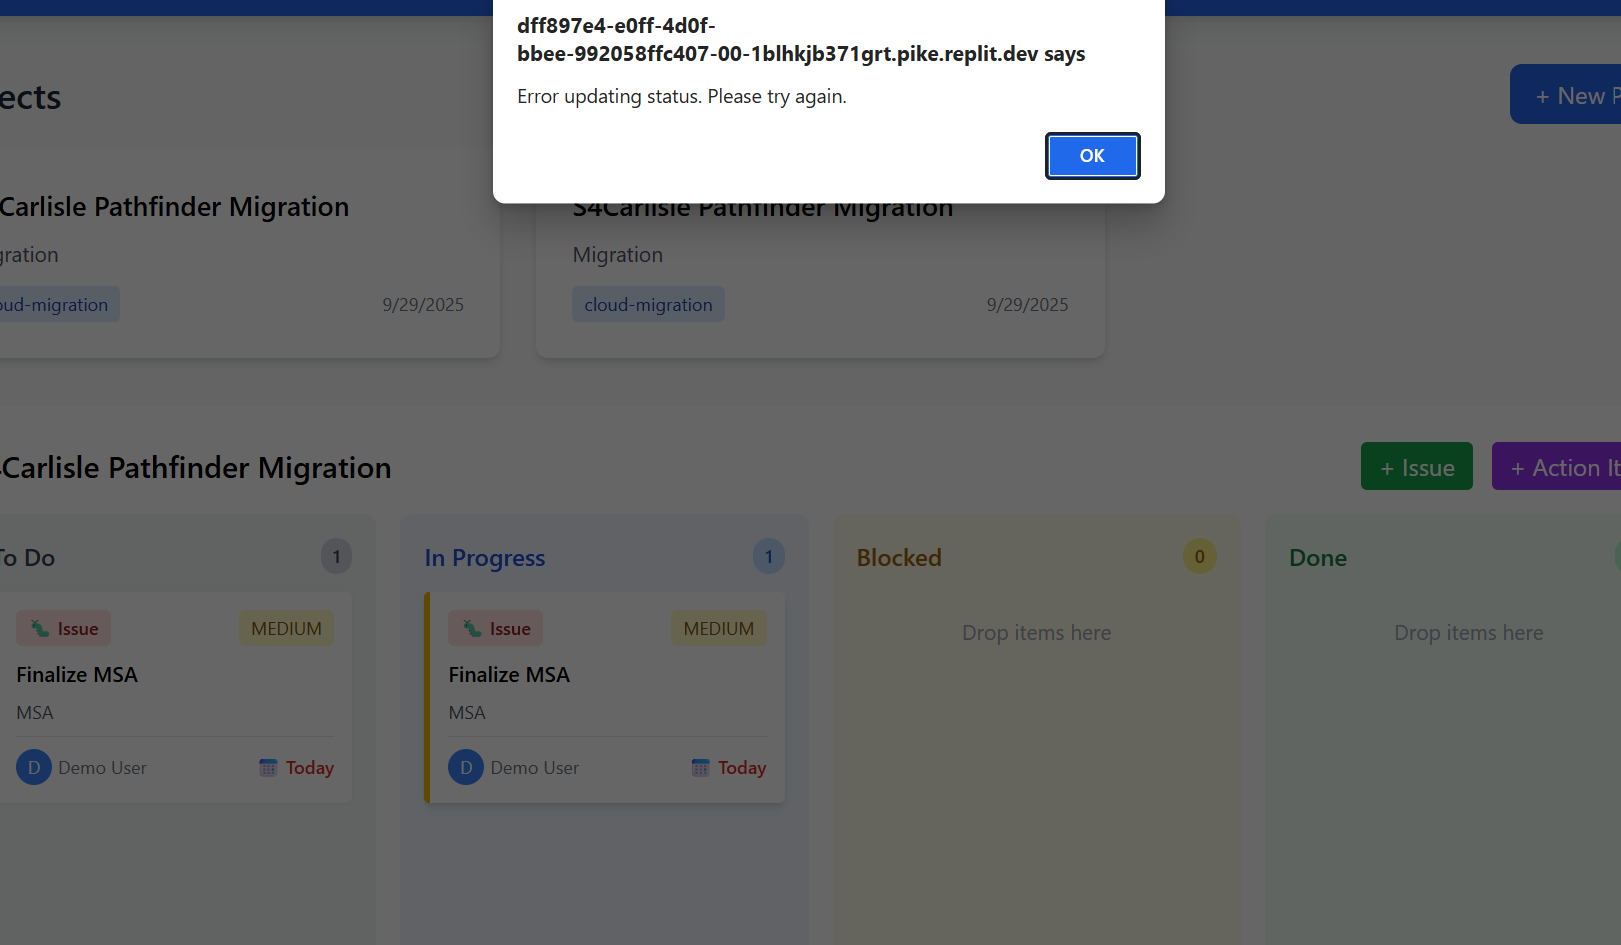 dff897e4-e0ff-4d0f-
bbee-992058ffc407-00-1blhkjb371grt.pike.replit.dev says
Error updating status. Please try again.
OK
ects
+ New P
Carlisle Pathfinder Migration
gration
oud-migration
9/29/2025
S4Carlisle Pathfinder Migration
Migration
cloud-migration
9/29/2025
Carlisle Pathfinder Migration
+ Issue
+ Action It
To Do
1
Issue
MEDIUM
Finalize MSA
MSA
D
Demo User
Today
In Progress
1
Issue
MEDIUM
Finalize MSA
MSA
D
Demo User
Today
Blocked
0
Drop items here
Done
Drop items here